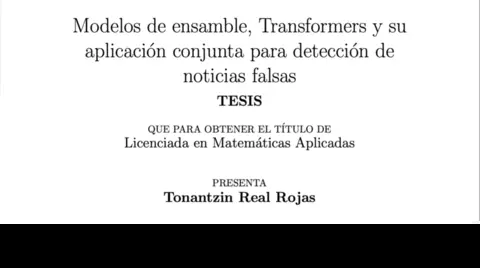 Modelos de ensamble, Transformers y su
aplicación conjunta para detección de
noticias falsas
TESIS
QUE PARA OBTENER EL TÍTULO DE
Licenciada en Matemáticas Aplicadas
PRESENTA
Tonantzin Real Rojas